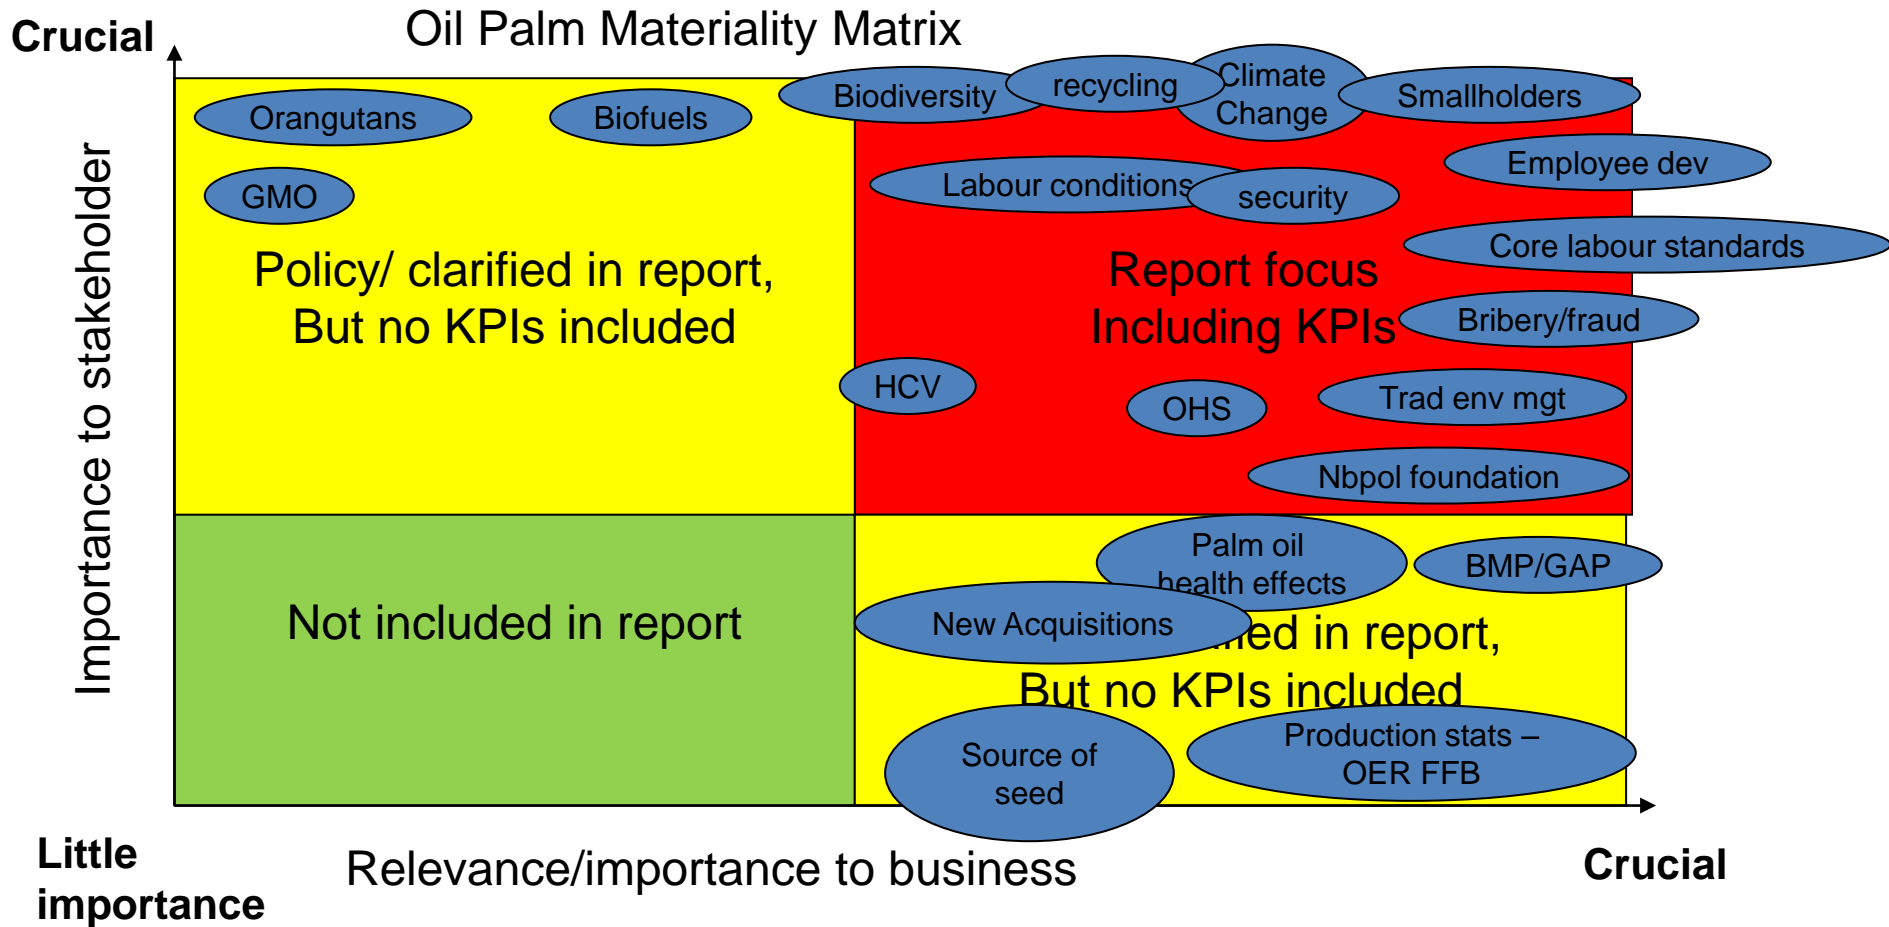 Oil Palm Materiality Matrix
Crucial
Importance to stakeholder
Orangutans
Biofuels
Biodiversity
recycling
Climate
Change
Smallholders
GMO
Labour conditions
security
Employee dev
Core labour standards
Policy/ clarified in report,
But no KPIs included
Report focus
Including KPIs
Bribery/fraud
HCV
OHS
Trad env mgt
Nbpol foundation
Not included in report
Palm oil
health effects
BMP/GAP
New Acquisitions
in report,
But no KPIs included
Source of
seed
Production stats –
OER FFB
Little
importance
Relevance/importance to business
Crucial